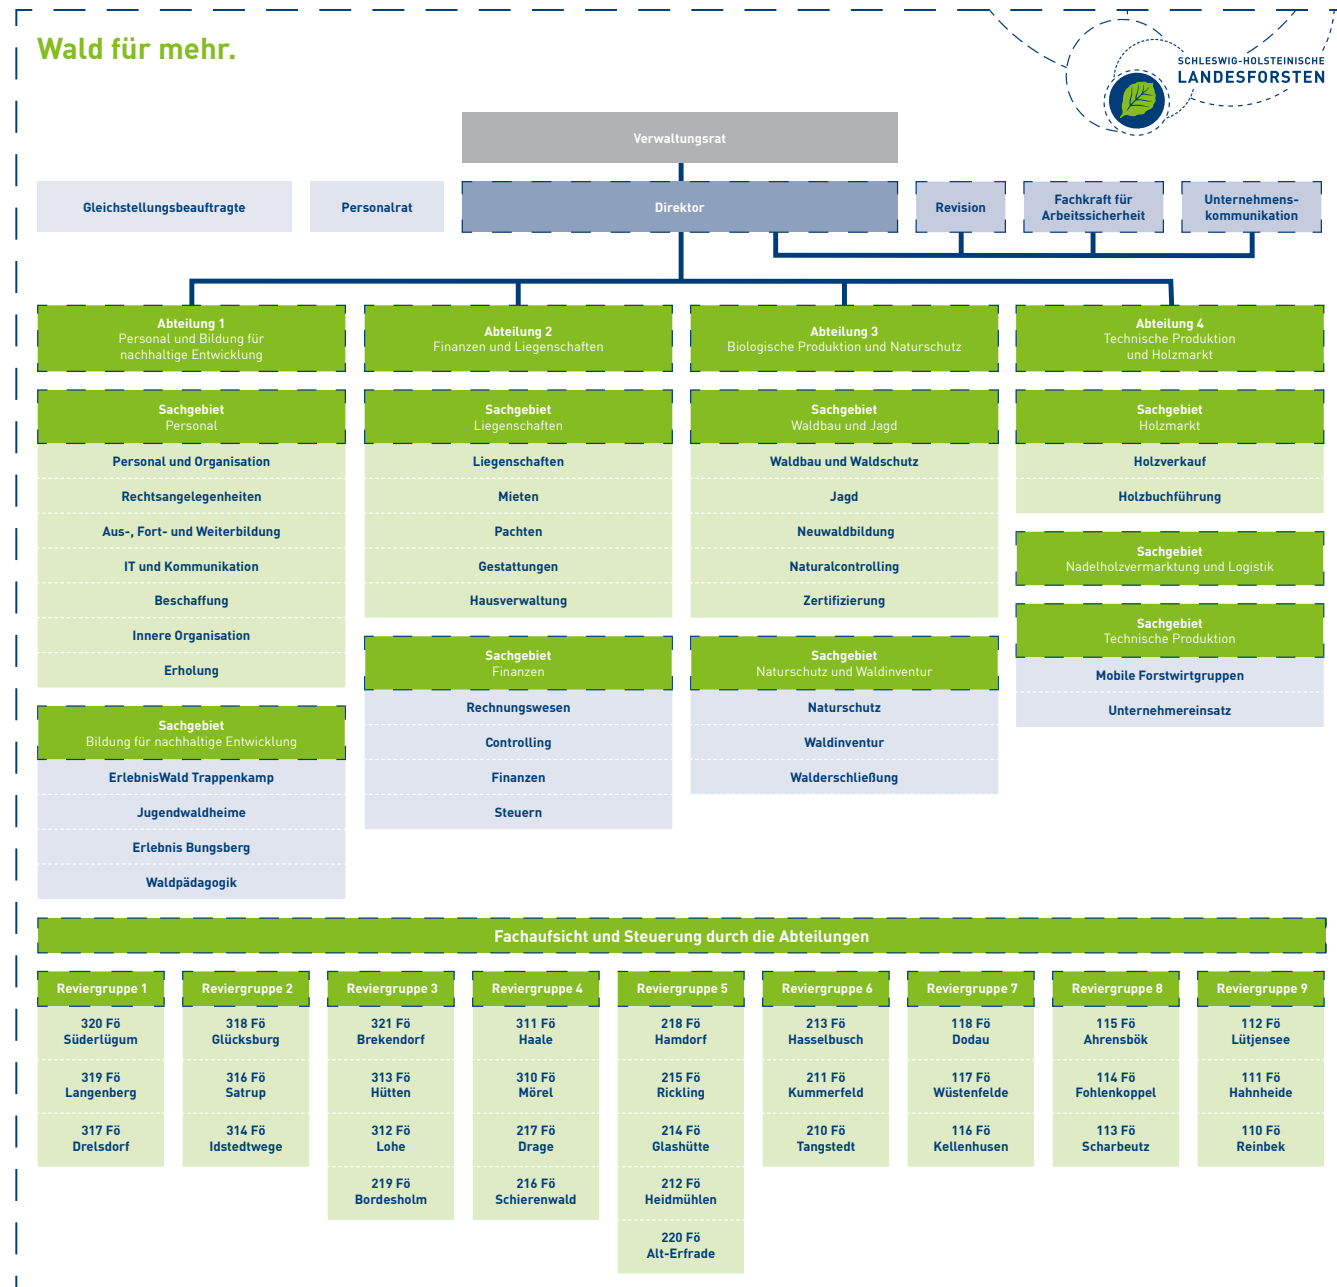 Wald für mehr.
SCHLESWIG-HOLSTEINISCHE
LANDESFORSTEN
Verwaltungsrat
Gleichstellungsbeauftragte
Personalrat
Direktor
Revision
Fachkraft für
Arbeitssicherheit
Unternehmens-
kommunikation
Abteilung 1
Personal und Bildung für
nachhaltige Entwicklung
Sachgebiet
Personal
Personal und Organisation
Rechtsangelegenheiten
Aus-, Fort- und Weiterbildung
IT und Kommunikation
Beschaffung
Innere Organisation
Erholung
Sachgebiet
Bildung für nachhaltige Entwicklung
ErlebnisWald Trappenkamp
Jugendwaldheime
Erlebnis Bungsberg
Waldpädagogik
Abteilung 2
Finanzen und Liegenschaften
Sachgebiet
Liegenschaften
Liegenschaften
Mieten
Pachten
Gestattungen
Hausverwaltung
Sachgebiet
Finanzen
Rechnungswesen
Controlling
Finanzen
Steuern
Abteilung 3
Biologische Produktion und Naturschutz
Sachgebiet
Waldbau und Jagd
Waldbau und Waldschutz
Jagd
Neuwaldbildung
Naturalcontrolling
Zertifizierung
Sachgebiet
Naturschutz und Waldinventur
Naturschutz
Waldinventur
Walderschließung
Abteilung 4
Technische Produktion
und Holzmarkt
Sachgebiet
Holzmarkt
Holzverkauf
Holzbuchführung
Sachgebiet
Nadelholzvermarktung und Logistik
Sachgebiet
Technische Produktion
Mobile Forstwirtgruppen
Unternehmereinsatz
Fachaufsicht und Steuerung durch die Abteilungen
Reviergruppe 1
320 Fö
Süderlügum
319 Fö
Langenberg
317 Fö
Drelsdorf
Reviergruppe 2
318 Fö
Glücksburg
316 Fö
Satrup
314 Fö
Idstedtwege
Reviergruppe 3
321 Fö
Brekendorf
313 Fö
Hütten
312 Fö
Lohe
219 Fö
Bordesholm
Reviergruppe 4
311 Fö
Haale
310 Fö
Mörel
217 Fö
Drage
216 Fö
Schierenwald
Reviergruppe 5
218 Fö
Hamdorf
215 Fö
Rickling
214 Fö
Glashütte
212 Fö
Heidmühlen
220 Fö
Alt-Erfrade
Reviergruppe 6
213 Fö
Hasselbusch
211 Fö
Kummerfeld
210 Fö
Tangstedt
Reviergruppe 7
118 Fö
Dodau
117 Fö
Wüstenfelde
116 Fö
Kellenhusen
Reviergruppe 8
115 Fö
Ahrensbök
114 Fö
Fohlenkoppel
113 Fö
Scharbeutz
Reviergruppe 9
112 Fö
Lütjensee
111 Fö
Hahnheide
110 Fö
Reinbek